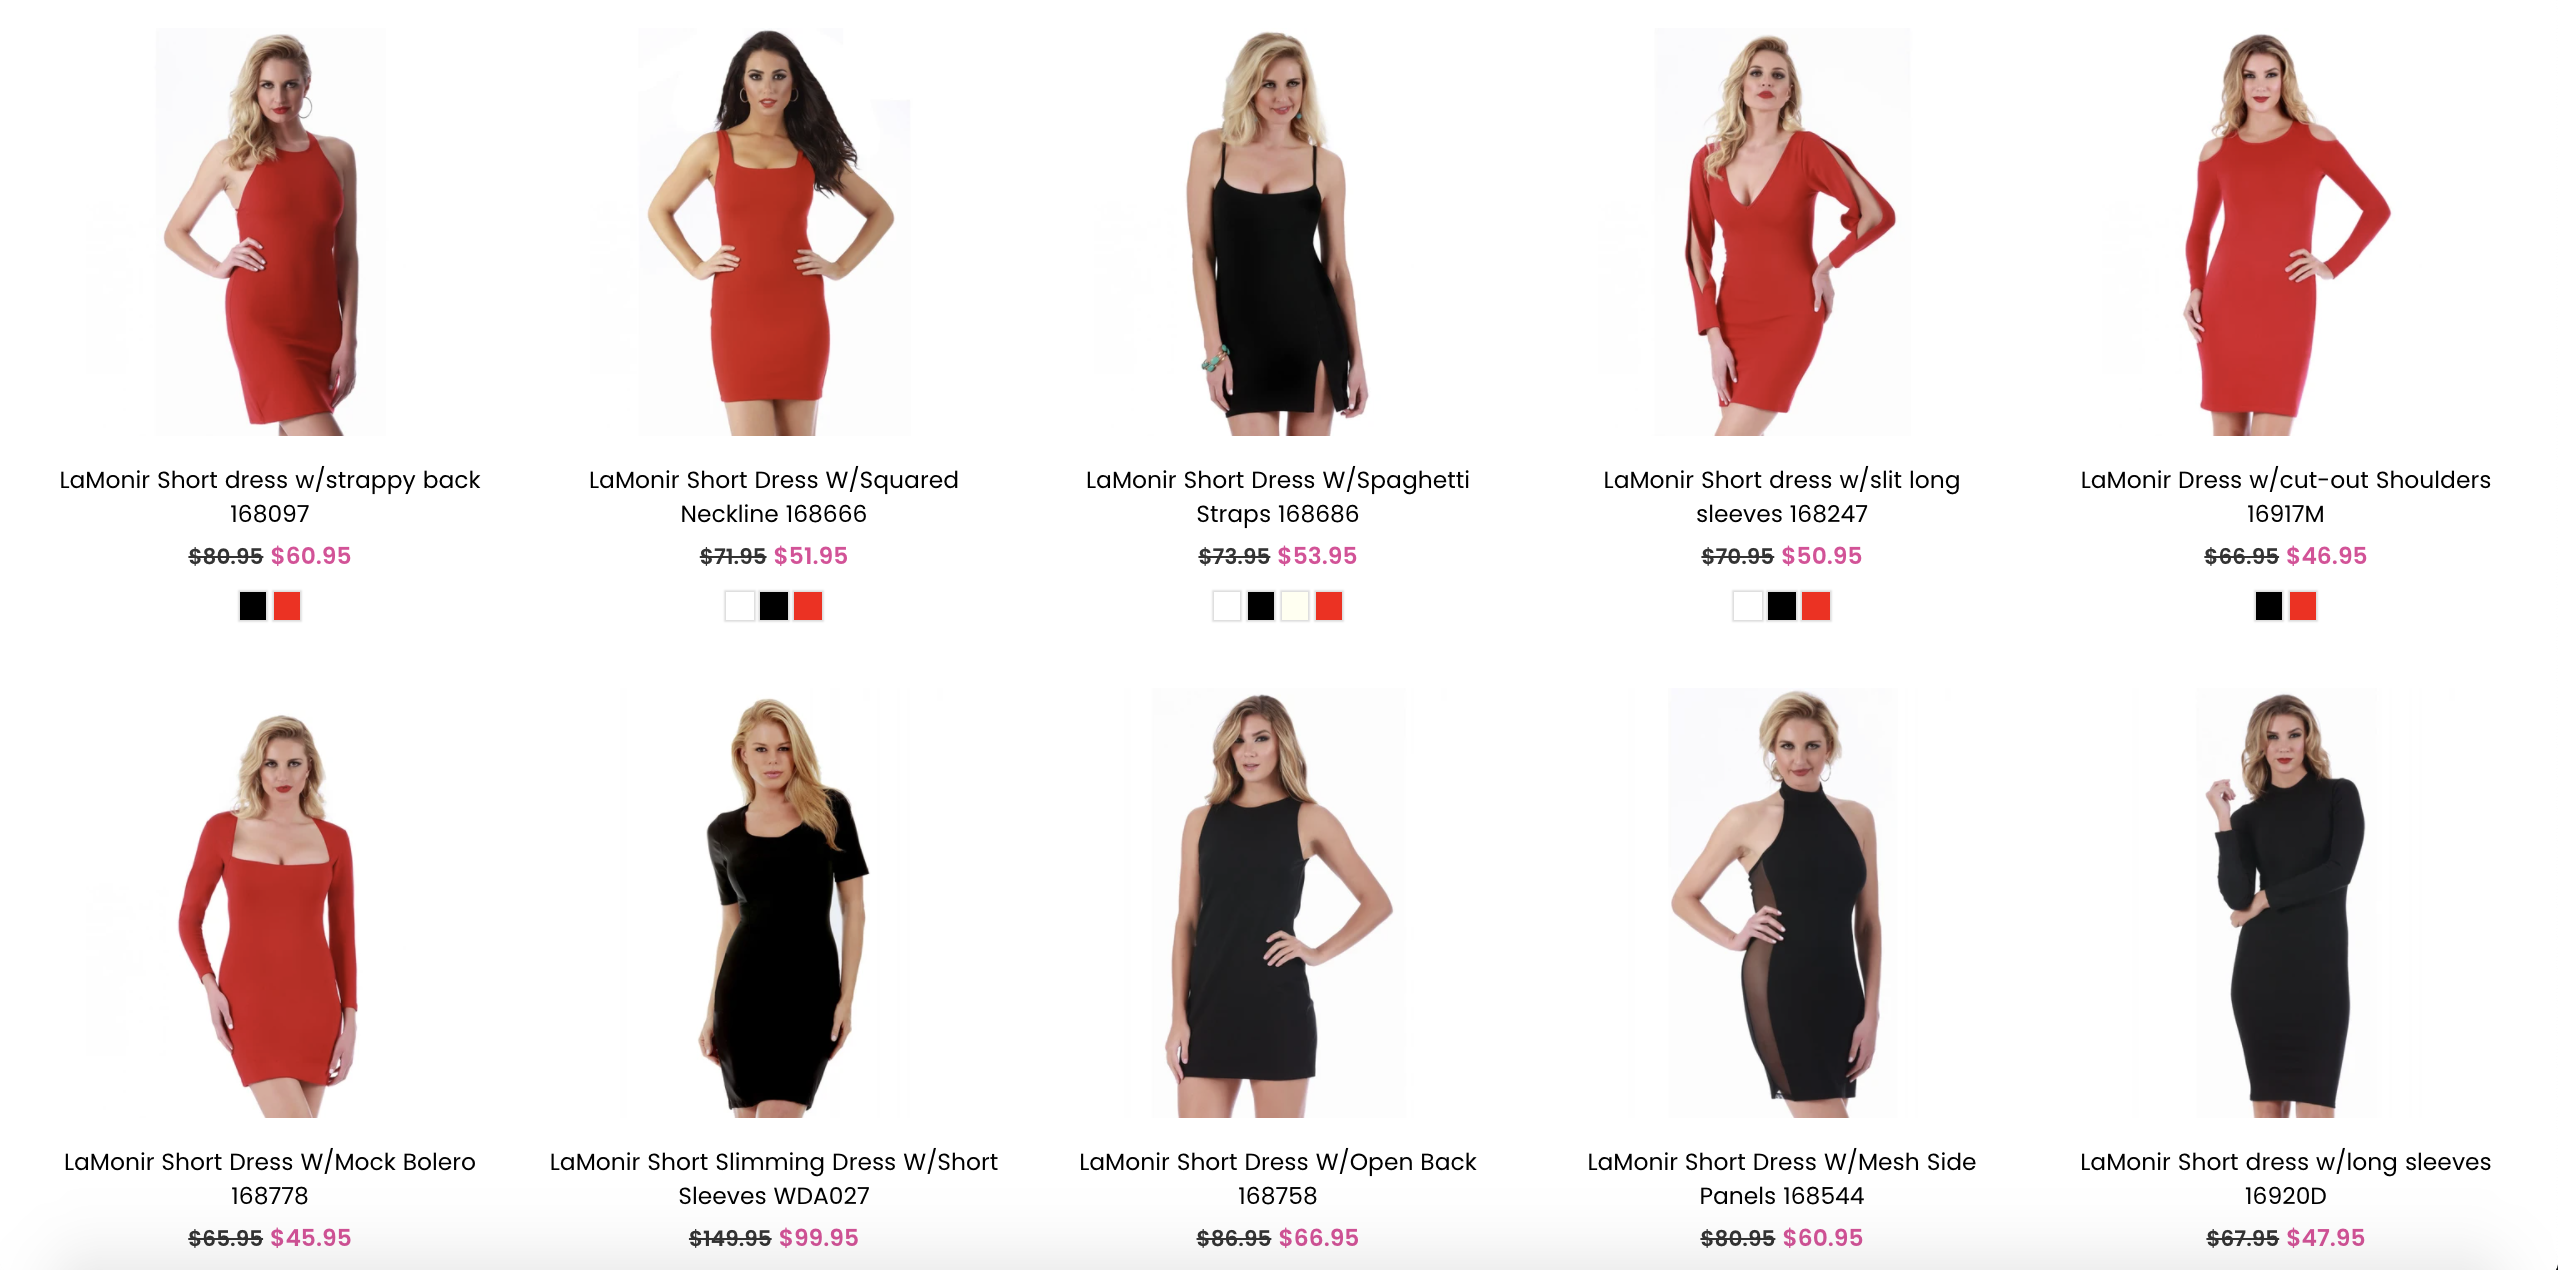 LaMonir Short dress w/strappy back
168097
$80.95 $60.95
LaMonir Short Dress W/Squared
Neckline 168666
$71.95 $51.95
LaMonir Short Dress W/Spaghetti
Straps 168686
$73.95 $53.95
LaMonir Short dress w/slit long
sleeves 168247
$70.95 $50.95
LaMonir Dress w/cut-out Shoulders
16917M
$66.95 $46.95
LaMonir Short Dress W/Mock Bolero
168778
$65.95 $45.95
LaMonir Short Slimming Dress W/Short
Sleeves WDA027
$149.95 $99.95
LaMonir Short Dress W/Open Back
168758
$86.95 $66.95
LaMonir Short Dress W/Mesh Side
Panels 168544
$80.95 $60.95
LaMonir Short dress w/long sleeves
16920D
$67.95 $47.95